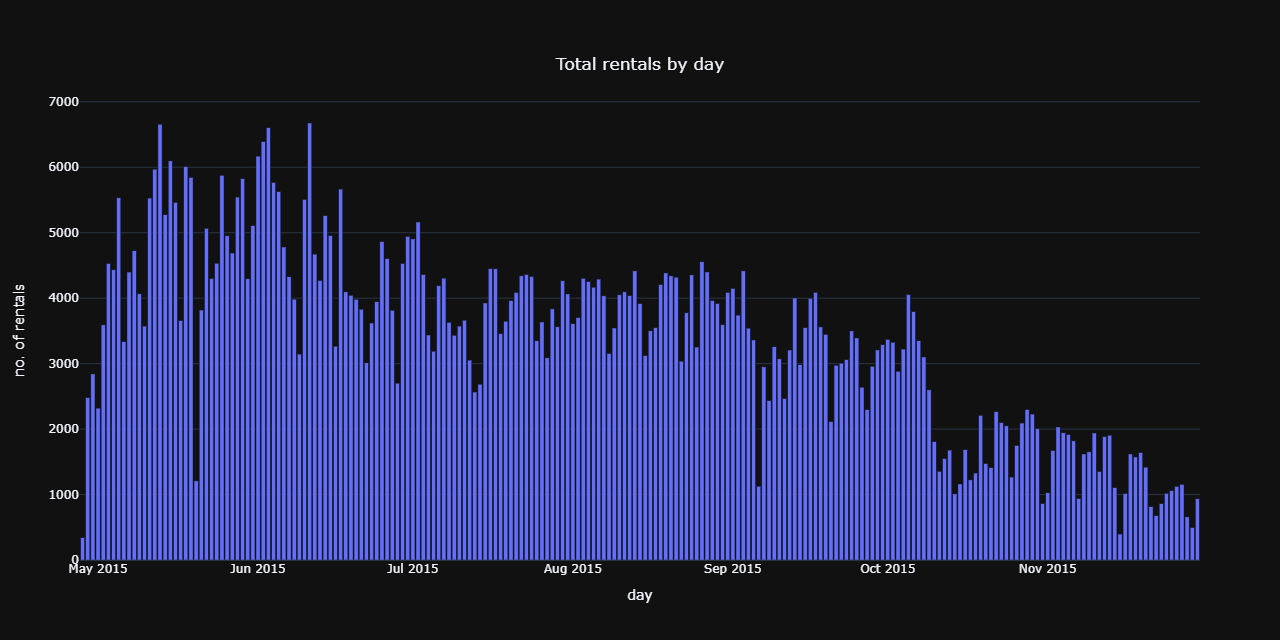 Total rentals by day
7000
6000
5000
4000
3000
2000
1000
0
no. of rentals
May 2015
Jun 2015
Jul 2015
Aug 2015
Sep 2015
Oct 2015
Nov 2015
day